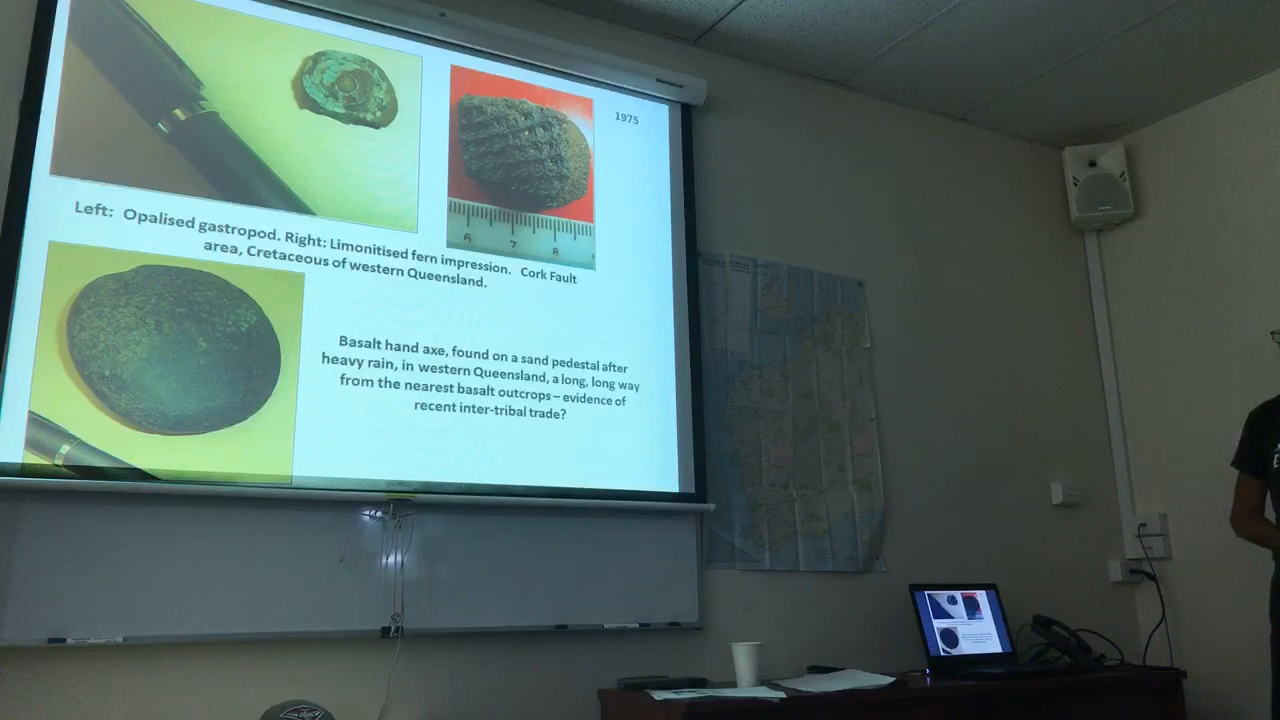 1975
Left: Opalised gastropod. Right: Limonitised fern impression. Cork Fault
area, Cretaceous of western Queensland.
6 7 8
Basalt hand axe, found on a sand pedestal after
heavy rain, in western Queensland, a long, long way
from the nearest basalt outcrops – evidence of
recent inter-tribal trade?